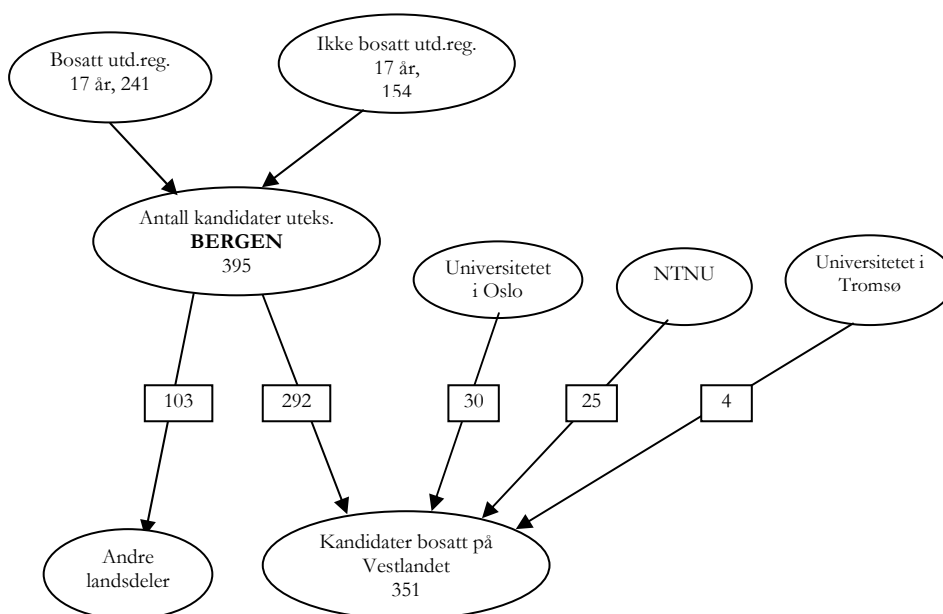 Bosatt utd.reg.
17 år, 241
Ikke bosatt utd.reg.
17 år,
154
Antall kandidater uteks.
BERGEN
395
Universitetet
i Oslo
NTNU
Universitetet i
Tromsø
103
292
30
25
4
Andre
landsdeler
Kandidater bosatt på
Vestlandet
351